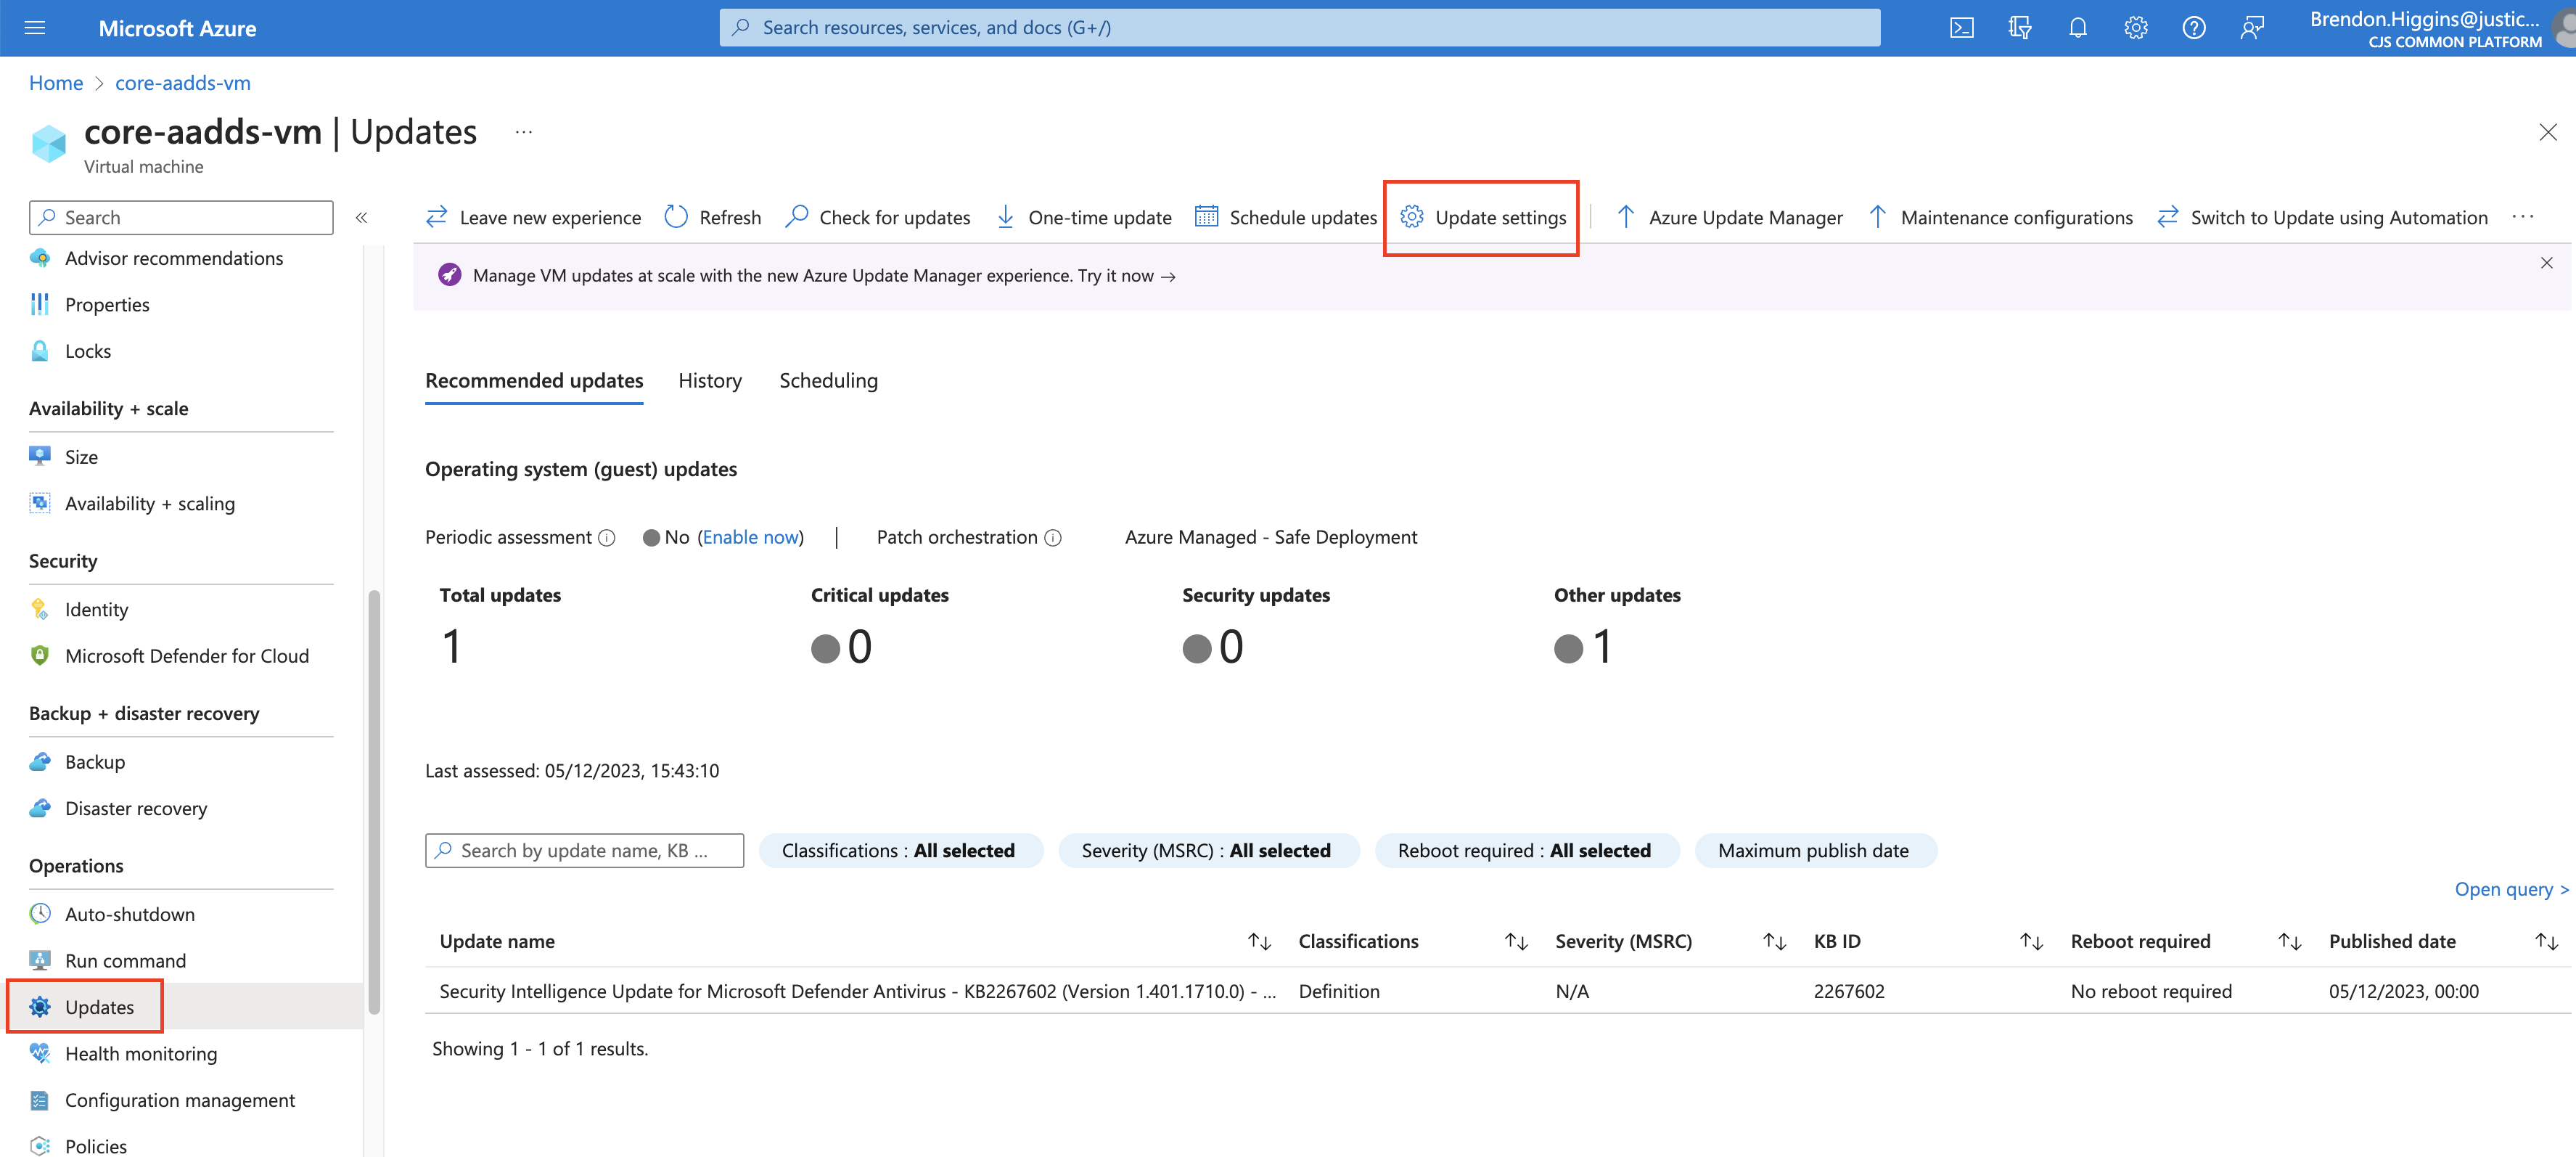 Microsoft Azure
Search resources, services, and docs (G+/)
Brendon.Higgins@justic...
CJS COMMON PLATFORM
Home > core-aadds-vm
core-aadds-vm | Updates ...
Virtual machine
Search
Leave new experience Refresh Check for updates One-time update Schedule updates Update settings Azure Update Manager Maintenance configurations Switch to Update using Automation ...
Manage VM updates at scale with the new Azure Update Manager experience. Try it now →
Advisor recommendations
Properties
Locks
Availability + scale
Size
Availability + scaling
Security
Identity
Microsoft Defender for Cloud
Backup + disaster recovery
Backup
Disaster recovery
Operations
Auto-shutdown
Run command
Updates
Health monitoring
Configuration management
Policies
Recommended updates History Scheduling
Operating system (guest) updates
Periodic assessment No (Enable now) | Patch orchestration Azure Managed - Safe Deployment
Total updates Critical updates Security updates Other updates
1 0 0 1
Last assessed: 05/12/2023, 15:43:10
Search by update name, KB ... Classifications : All selected Severity (MSRC) : All selected Reboot required : All selected Maximum publish date
Open query >
Update name Classifications Severity (MSRC) KB ID Reboot required Published date
Security Intelligence Update for Microsoft Defender Antivirus - KB2267602 (Version 1.401.1710.0) - ... Definition N/A 2267602 No reboot required 05/12/2023, 00:00
Showing 1 - 1 of 1 results.